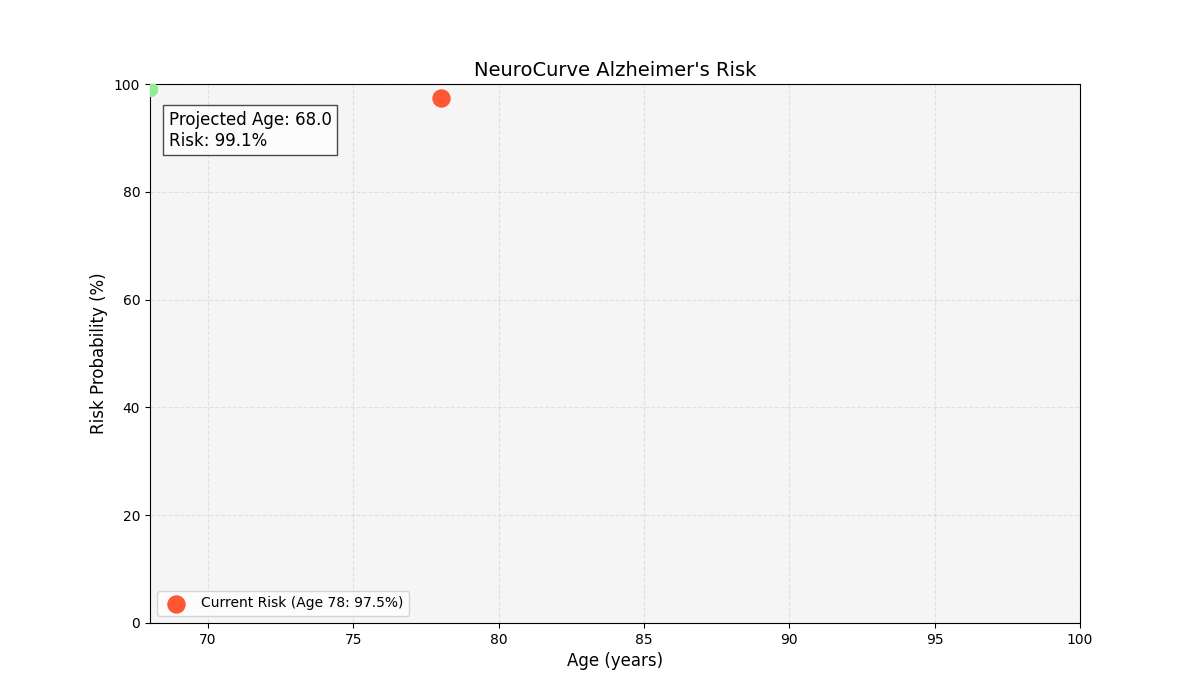 NeuroCurve Alzheimer's Risk
100
80
60
40
20
0
Risk Probability (%)
Projected Age: 68.0
Risk: 99.1%
Current Risk (Age 78: 97.5%)
70 75 80 85 90 95 100
Age (years)